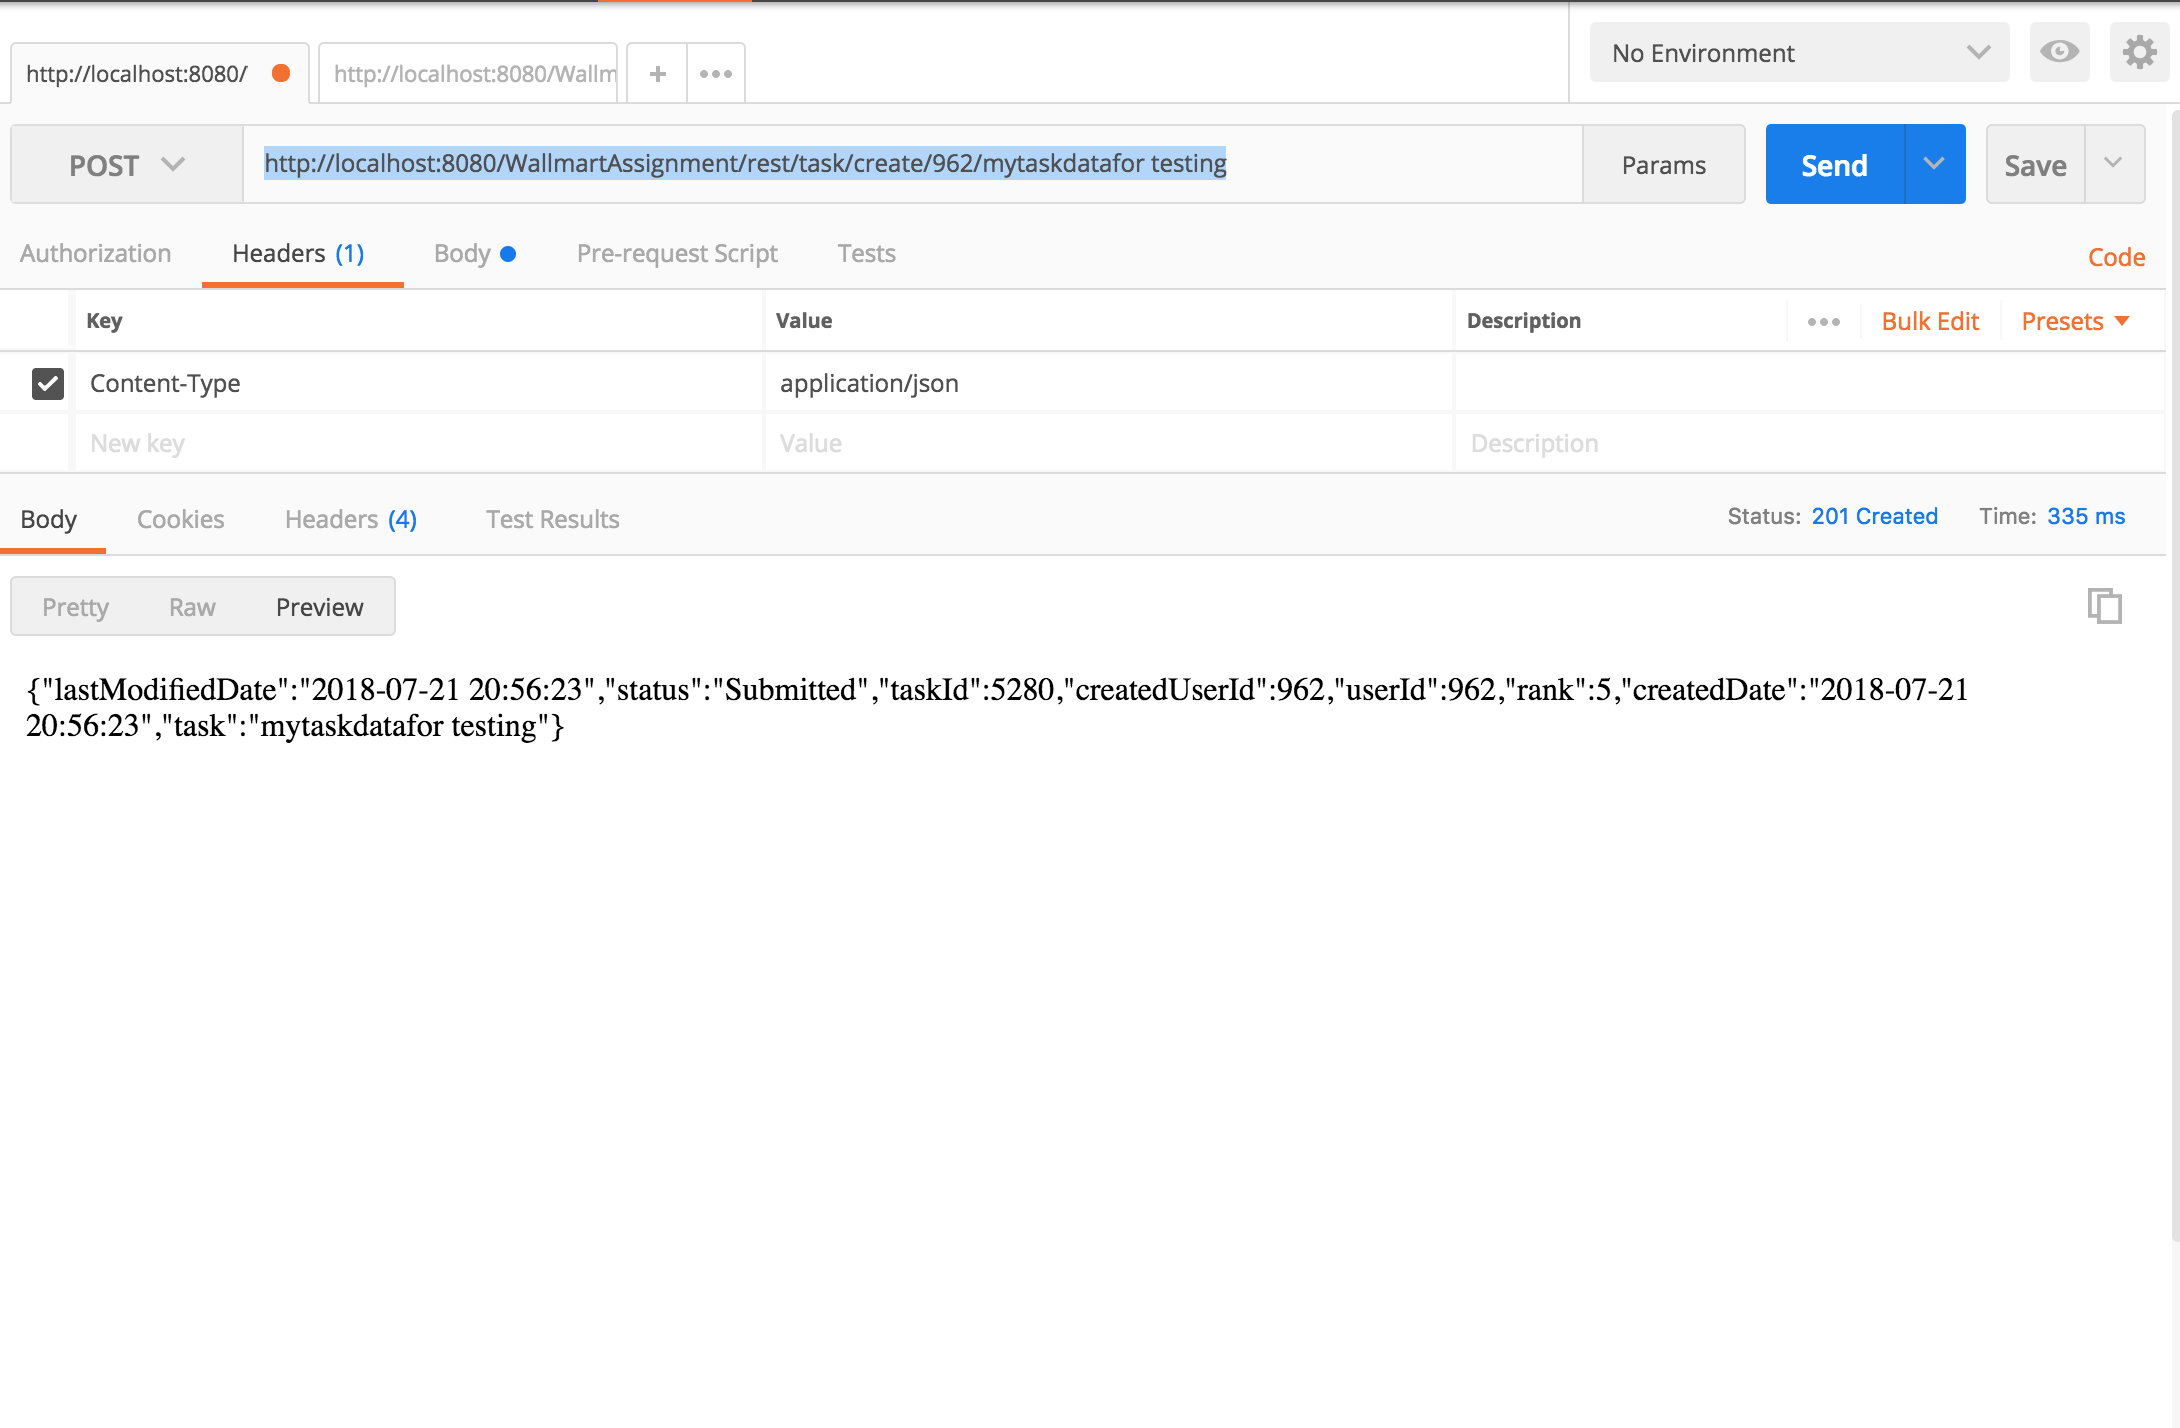 http://localhost:8080/ http://localhost:8080/Wallm + No Environment
POST http://localhost:8080/WallmartAssignment/rest/task/create/962/mytaskdatafor testing Params Send Save
Authorization Headers (1) Body Pre-request Script Tests Code
Key Value Description Bulk Edit Presets
Content-Type application/json
New key Value Description
Body Cookies Headers (4) Test Results Status: 201 Created Time: 335 ms
Pretty Raw Preview
{"lastModifiedDate":"2018-07-21 20:56:23","status":"Submitted","taskId":5280,"createdUserId":962,"userId":962,"rank":5,"createdDate":"2018-07-21
20:56:23","task":"mytaskdatafor testing"}